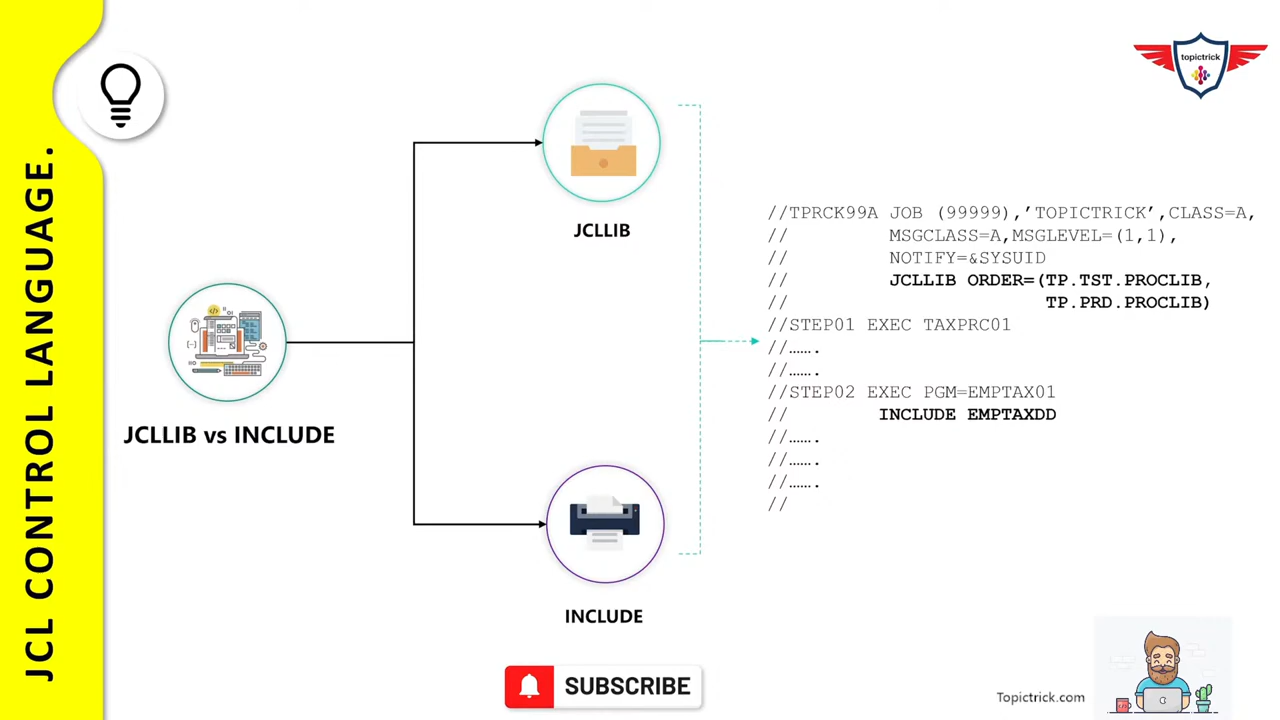 JCL CONTROL LANGUAGE.
topictrick
JCLLIB
JCLLIB vs INCLUDE
INCLUDE
//TPRCK99A JOB (99999),’TOPICTRICK’,CLASS=A,
// MSGCLASS=A,MSGLEVEL=(1,1),
// NOTIFY=&SYSUID
// JCLLIB ORDER=(TP.TST.PROCLIB,
// TP.PRD.PROCLIB)
//STEP01 EXEC TAXPRC01
//…….
//…….
//STEP02 EXEC PGM=EMPTAX01
// INCLUDE EMPTAXDD
//…….
//…….
//…….
//
SUBSCRIBE
Topictrick.com